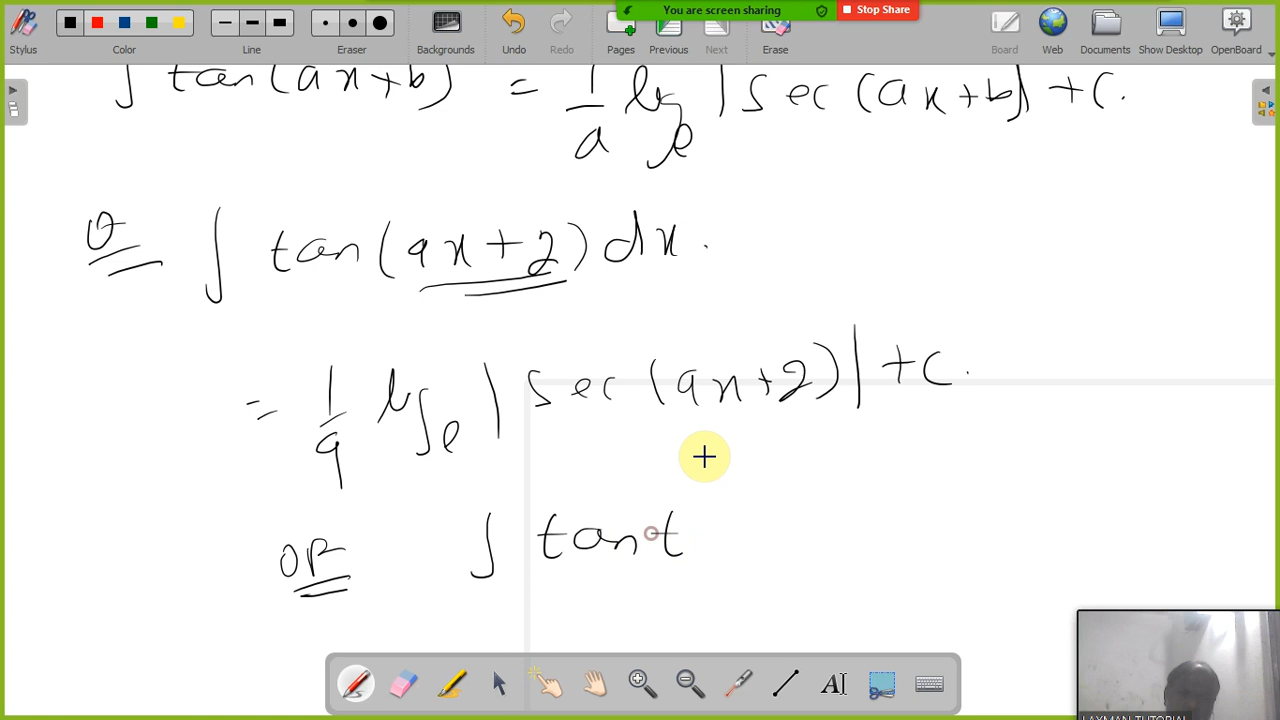 You are screen sharing Stop Share
Stylus Color Line Eraser Backgrounds Undo Redo Pages Previous Next Erase Board Web Documents Show Desktop OpenBoard
∫ tan(ax+b) = 1/a log_e |sec(ax+b)| +C.
Q ∫ tan(9x+2) dx.
= 1/9 log_e |sec(9x+2)| +C.
OR ∫ tan t
LAXMAN TUTORIAL